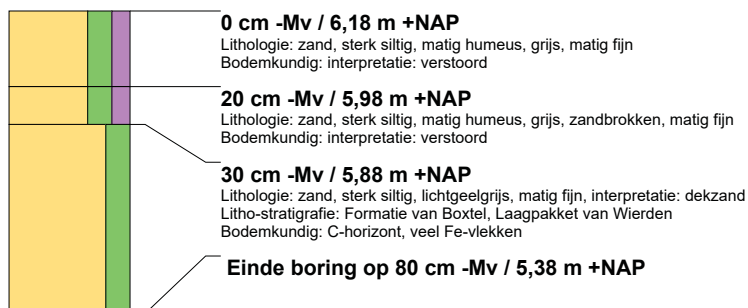 0 cm -Mv / 6,18 m +NAP
Lithologie: zand, sterk siltig, matig humeus, grijs, matig fijn
Bodemkundig: interpretatie: verstoord
20 cm -Mv / 5,98 m +NAP
Lithologie: zand, sterk siltig, matig humeus, grijs, zandbrokken, matig fijn
Bodemkundig: interpretatie: verstoord
30 cm -Mv / 5,88 m +NAP
Lithologie: zand, sterk siltig, lichtgeelgrijs, matig fijn, interpretatie: dekzand
Litho-stratigrafie: Formatie van Boxtel, Laagpakket van Wierden
Bodemkundig: C-horizont, veel Fe-vlekken
Einde boring op 80 cm -Mv / 5,38 m +NAP